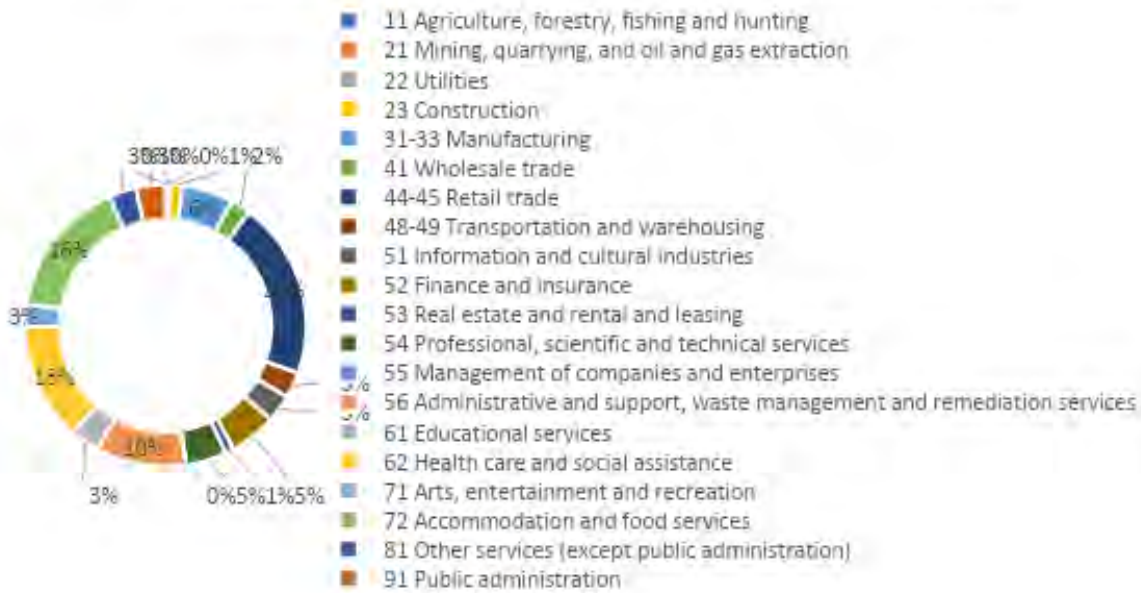 11 Agriculture, forestry, fishing and hunting
21 Mining, quarrying, and oil and gas extraction
22 Utilities
23 Construction
31-33 Manufacturing
41 Wholesale trade
44-45 Retail trade
48-49 Transportation and warehousing
51 Information and cultural industries
52 Finance and insurance
53 Real estate and rental and leasing
54 Professional, scientific and technical services
55 Management of companies and enterprises
56 Administrative and support, waste management and remediation services
61 Educational services
62 Health care and social assistance
71 Arts, entertainment and recreation
72 Accommodation and food services
81 Other services (except public administration)
91 Public administration
0%1%2%
16%
3%
10%
3%
0%5%1%5%